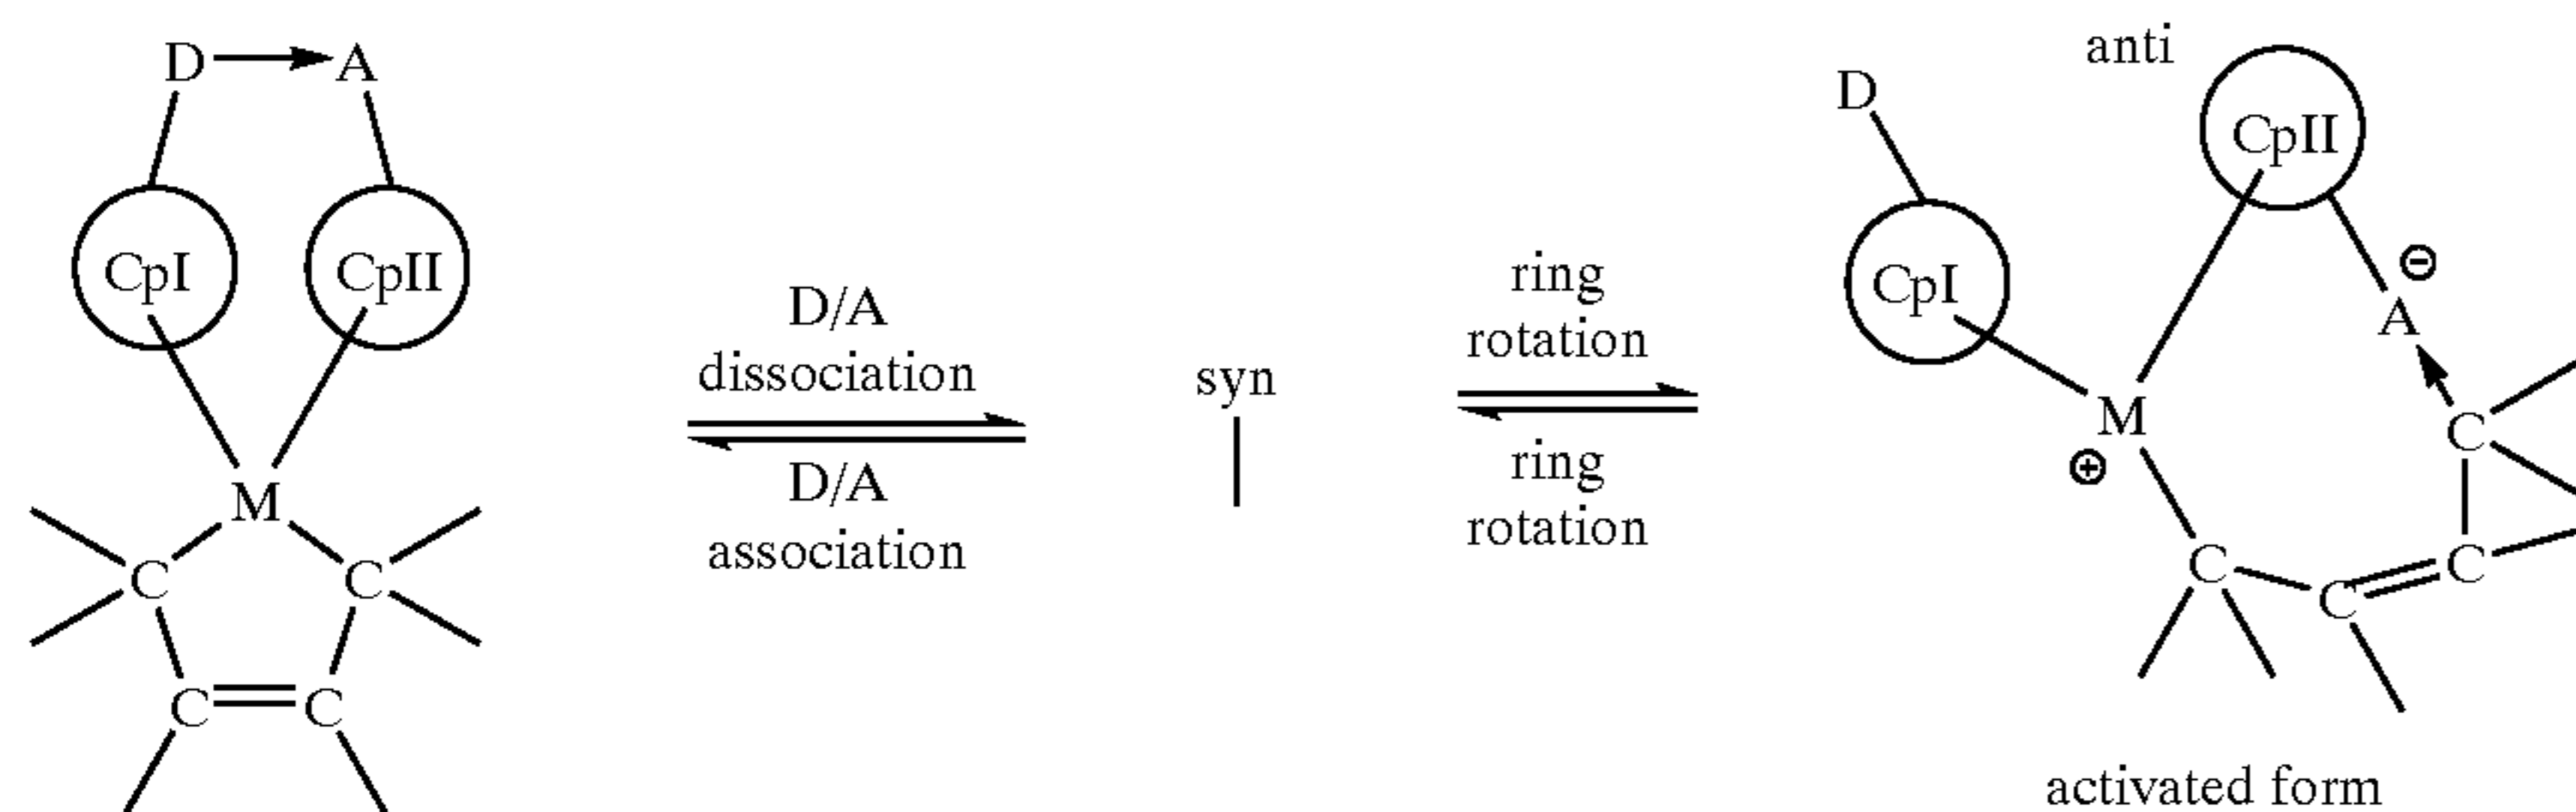 D A
CpI CpII
M
C C
C C
D/A
dissociation
D/A
association
syn
ring
rotation
ring
rotation
anti
D
CpII
CpI
⊖
A
M
⊕
C
C
C
C
activated form